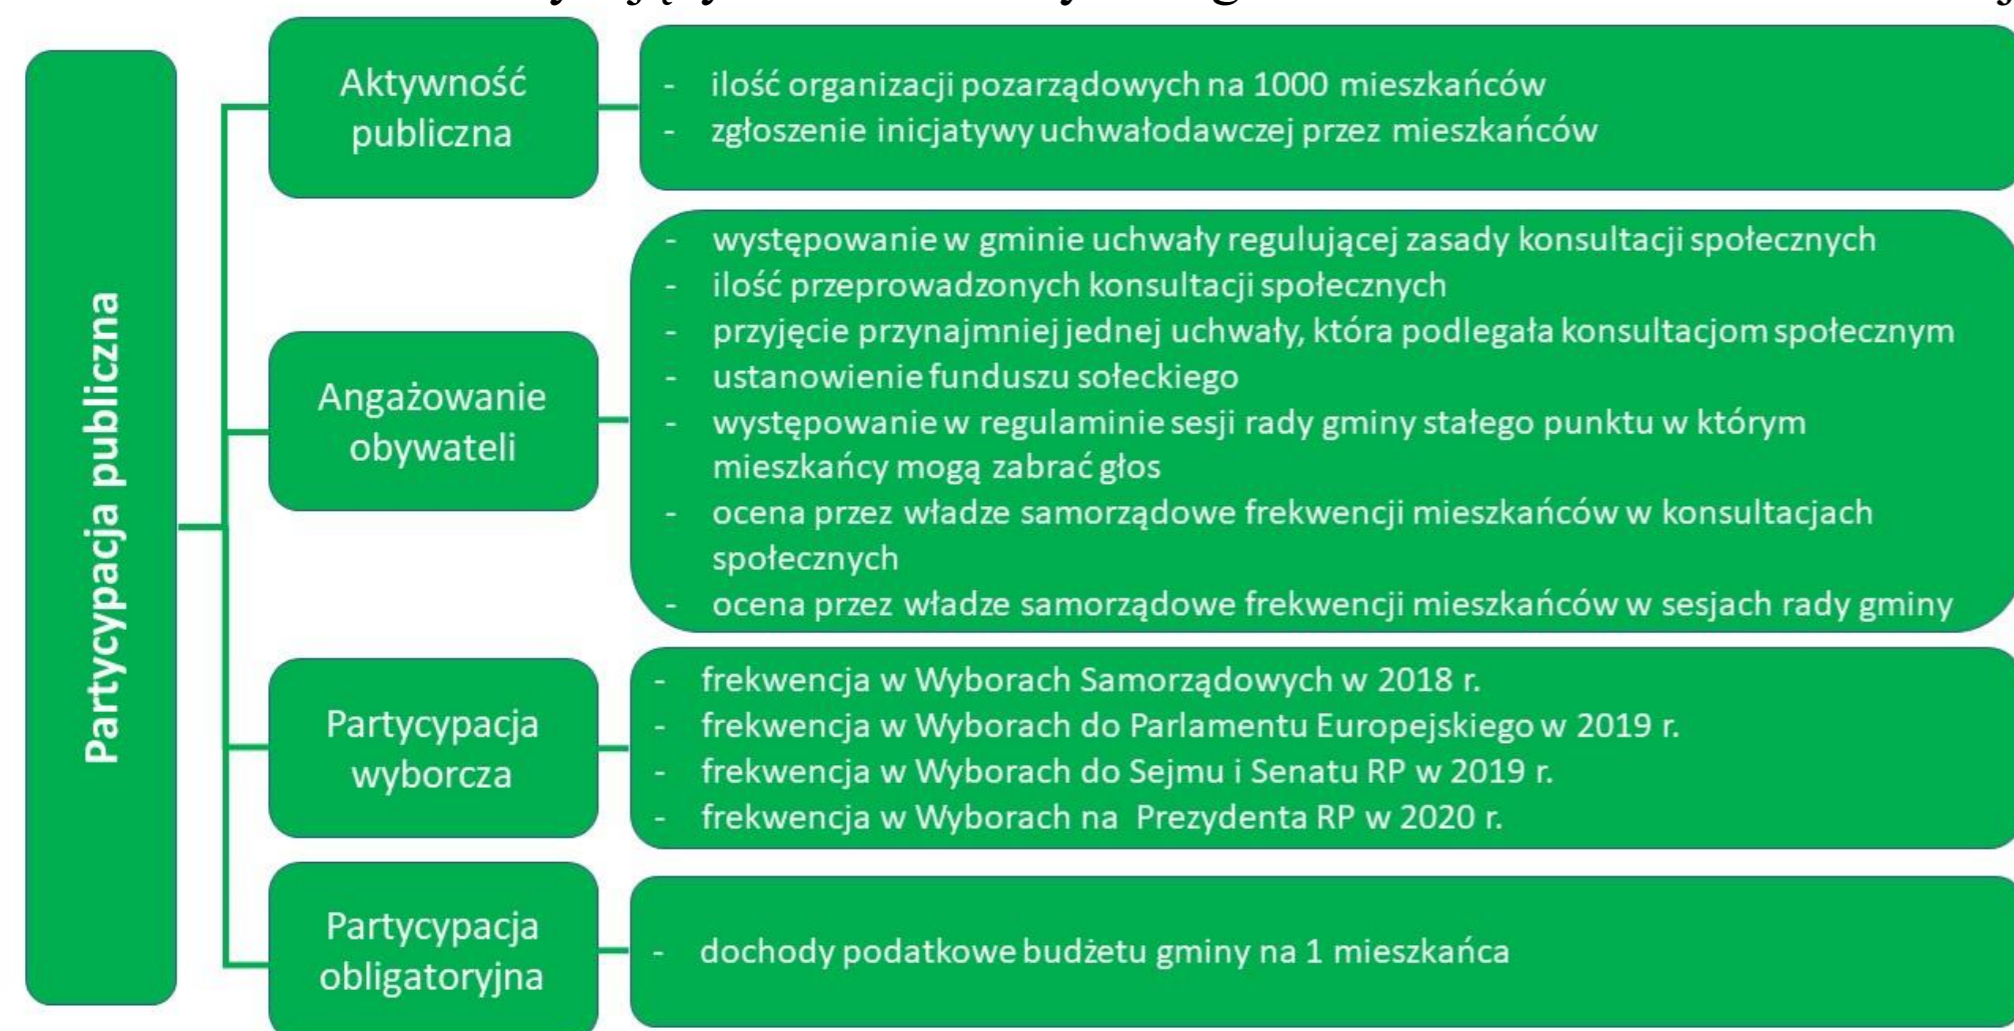 Partycypacja publiczna
Aktywność
publiczna
- ilość organizacji pozarządowych na 1000 mieszkańców
- zgłoszenie inicjatywy uchwałodawczej przez mieszkańców
Angażowanie
obywateli
- występowanie w gminie uchwały regulującej zasady konsultacji społecznych
- ilość przeprowadzonych konsultacji społecznych
- przyjęcie przynajmniej jednej uchwały, która podlegała konsultacjom społecznym
- ustanowienie funduszu sołeckiego
- występowanie w regulaminie sesji rady gminy stałego punktu w którym
mieszkańcy mogą zabrać głos
- ocena przez władze samorządowe frekwencji mieszkańców w konsultacjach
społecznych
- ocena przez władze samorządowe frekwencji mieszkańców w sesjach rady gminy
Partycypacja
wyborcza
- frekwencja w Wyborach Samorządowych w 2018 r.
- frekwencja w Wyborach do Parlamentu Europejskiego w 2019 r.
- frekwencja w Wyborach do Sejmu i Senatu RP w 2019 r.
- frekwencja w Wyborach na Prezydenta RP w 2020 r.
Partycypacja
obligatoryjna
- dochody podatkowe budżetu gminy na 1 mieszkańca